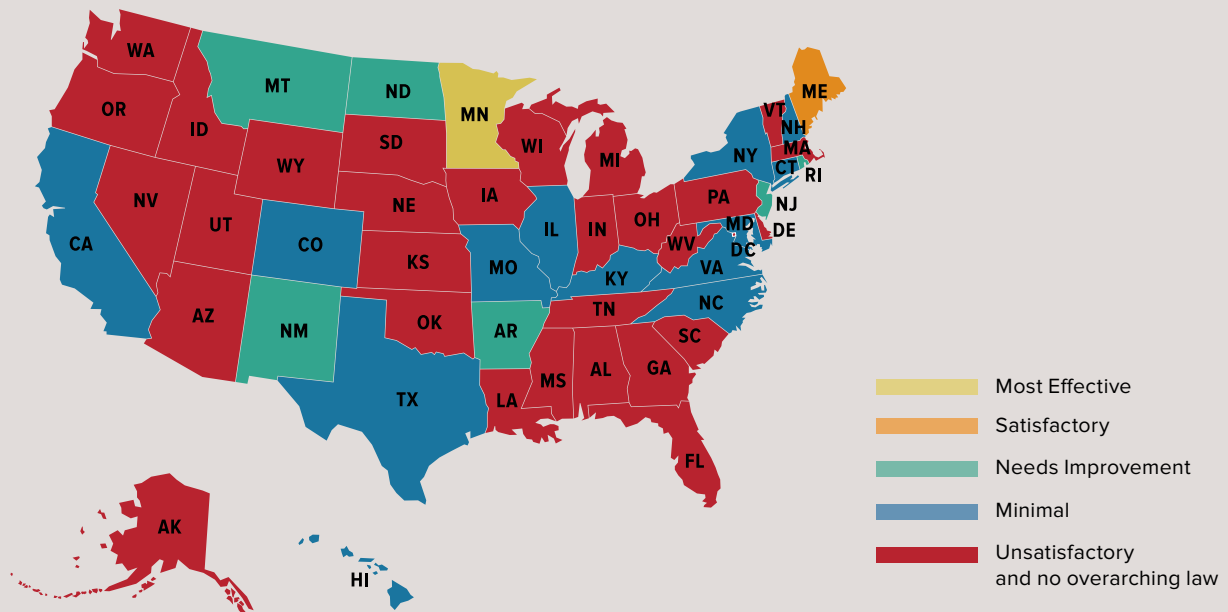 WA
MT
ND
MN
ME
OR
ID
SD
WI
MI
VT
NH
MA
NY
CT
RI
WY
NE
IA
PA
NJ
NV
UT
CO
IL
IN
OH
MD
DE
CA
KS
MO
WV
DC
KY
VA
AZ
NM
OK
AR
TN
NC
SC
TX
LA
MS
AL
GA
FL
AK
HI
Most Effective
Satisfactory
Needs Improvement
Minimal
Unsatisfactory
and no overarching law